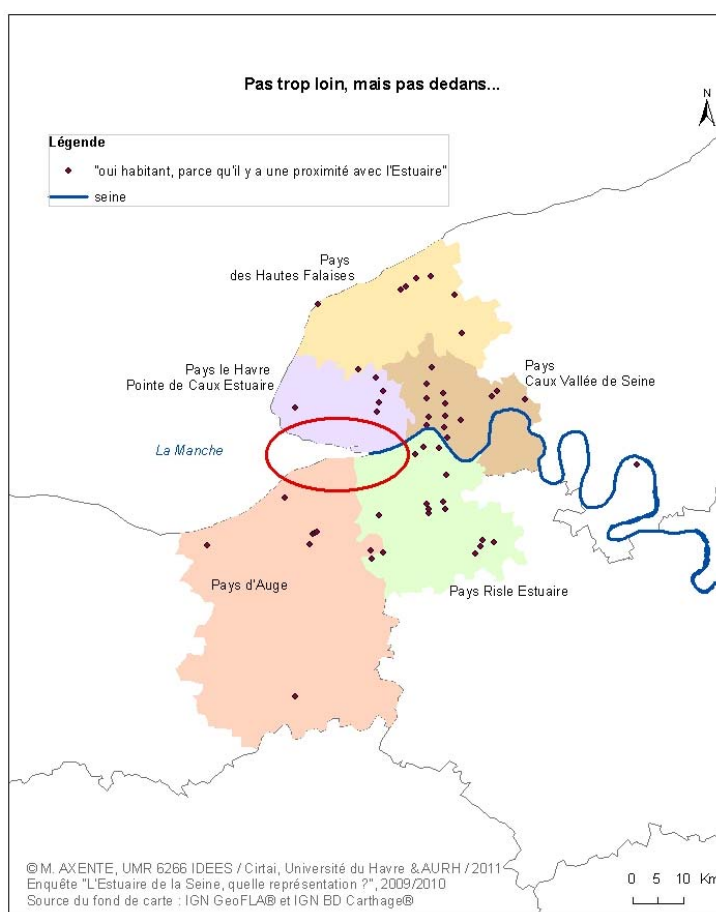 Pas trop loin, mais pas dedans...
N
Légende
"oui habitant, parce qu'il y a une proximité avec l'Estuaire"
seine
Pays
des Hautes Falaises
Pays le Havre
Pointe de Caux Estuaire
Pays
Caux Vallée de Seine
La Manche
Pays d'Auge
Pays Risle Estuaire
© M. AXENTE, UMR 6266 IDEES / Cirtai, Université du Havre & AURH / 2011
Enquête "L'Estuaire de la Seine, quelle représentation ?", 2009/2010
Source du fond de carte : IGN GeoFLA® et IGN BD Carthage®
0 5 10 Km